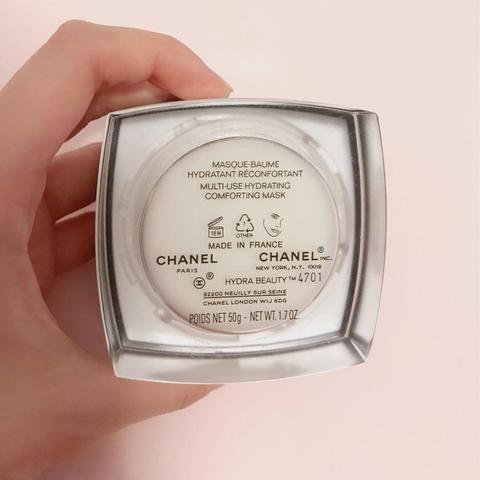 MASQUE-BAUME
HYDRATANT RÉCONFORTANT
MULTI-USE HYDRATING
COMFORTING MASK
18M
7
OTHER
MADE IN FRANCE
CHANEL CHANEL® INC.
PARIS NEW YORK, N.Y. 10019
® HYDRA BEAUTY™ 4701
92200 NEUILLY SUR SEINE
CHANEL LONDON W1J 6DG
POIDS NET 50g - NET WT. 1.7 OZ.